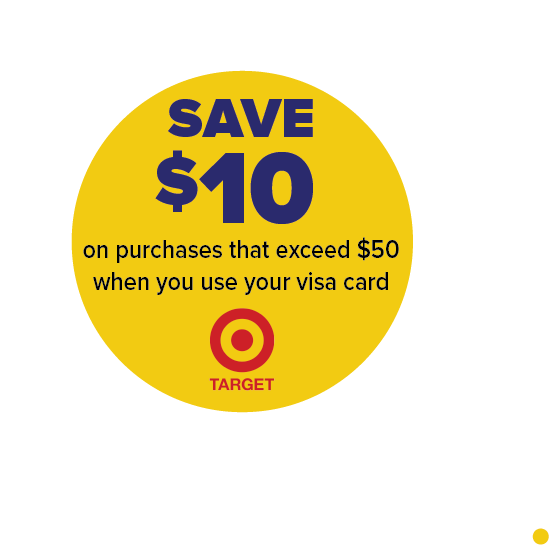 SAVE
$10
on purchases that exceed $50
when you use your visa card
TARGET